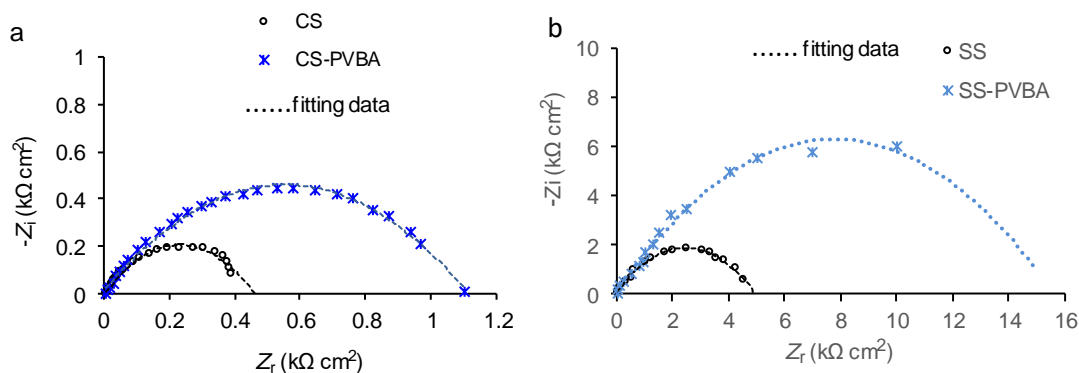 a
CS
CS-PVBA
......fitting data
1
0.8
0.6
0.4
0.2
0
-Zi (kΩ cm²)
0 0.2 0.4 0.6 0.8 1 1.2
Zr (kΩ cm²)
b
......fitting data
SS
SS-PVBA
10
8
6
4
2
0
-Zi (kΩ cm²)
0 2 4 6 8 10 12 14 16
Zr (kΩ cm²)